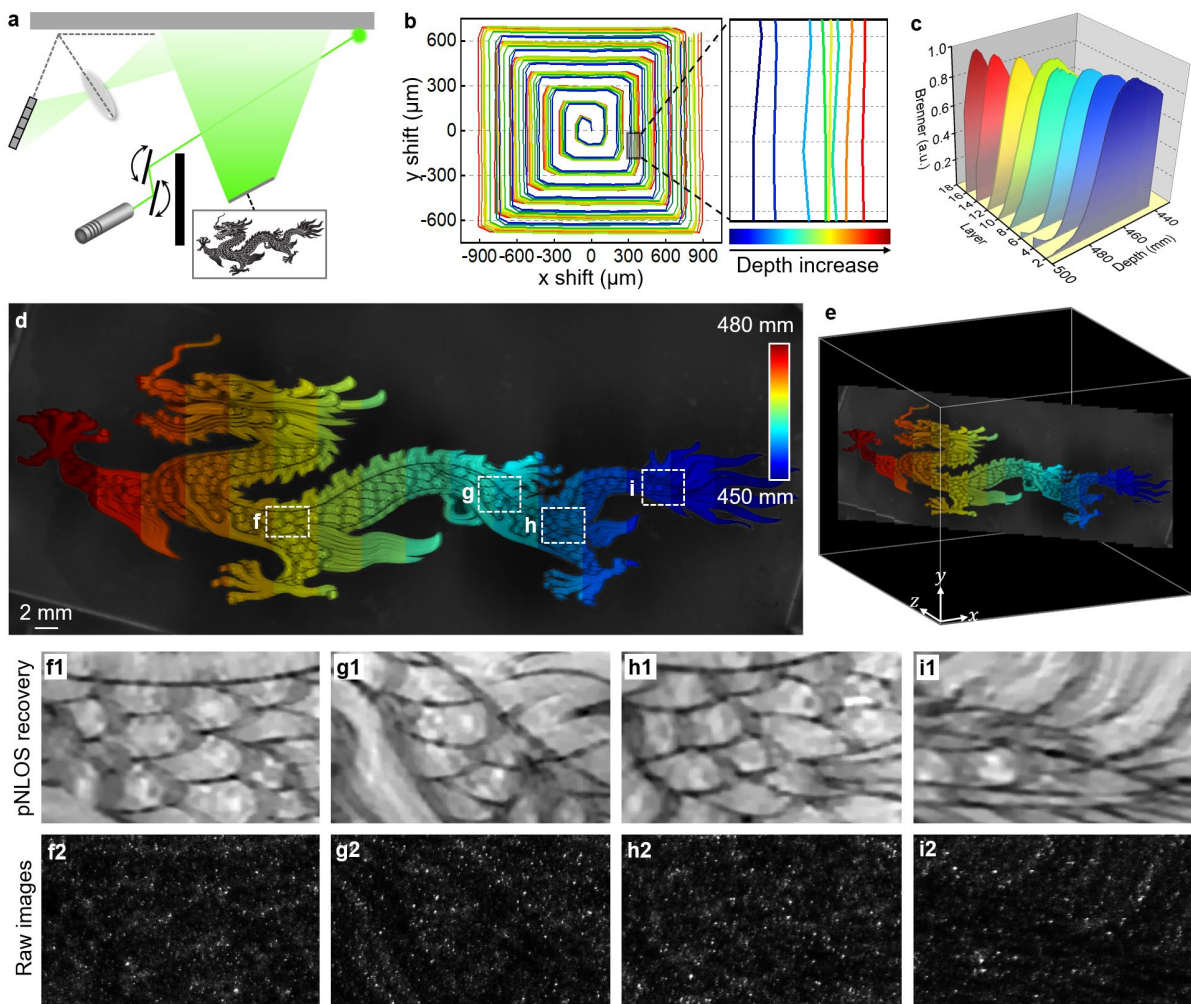 a
b
600
300
0
-300
-600
y shift (µm)
-900 -600 -300 0 300 600 900
x shift (µm)
Depth increase
c
1.0
0.8
0.6
0.4
0.2
Brenner (a.u.)
18 16 14 12 10 8 6 4 2
Layer
500 480 460 440
Depth (mm)
d
480 mm
450 mm
f
g
h
i
2 mm
e
y
z
x
pNLOS recovery
f1
g1
h1
i1
Raw images
f2
g2
h2
i2